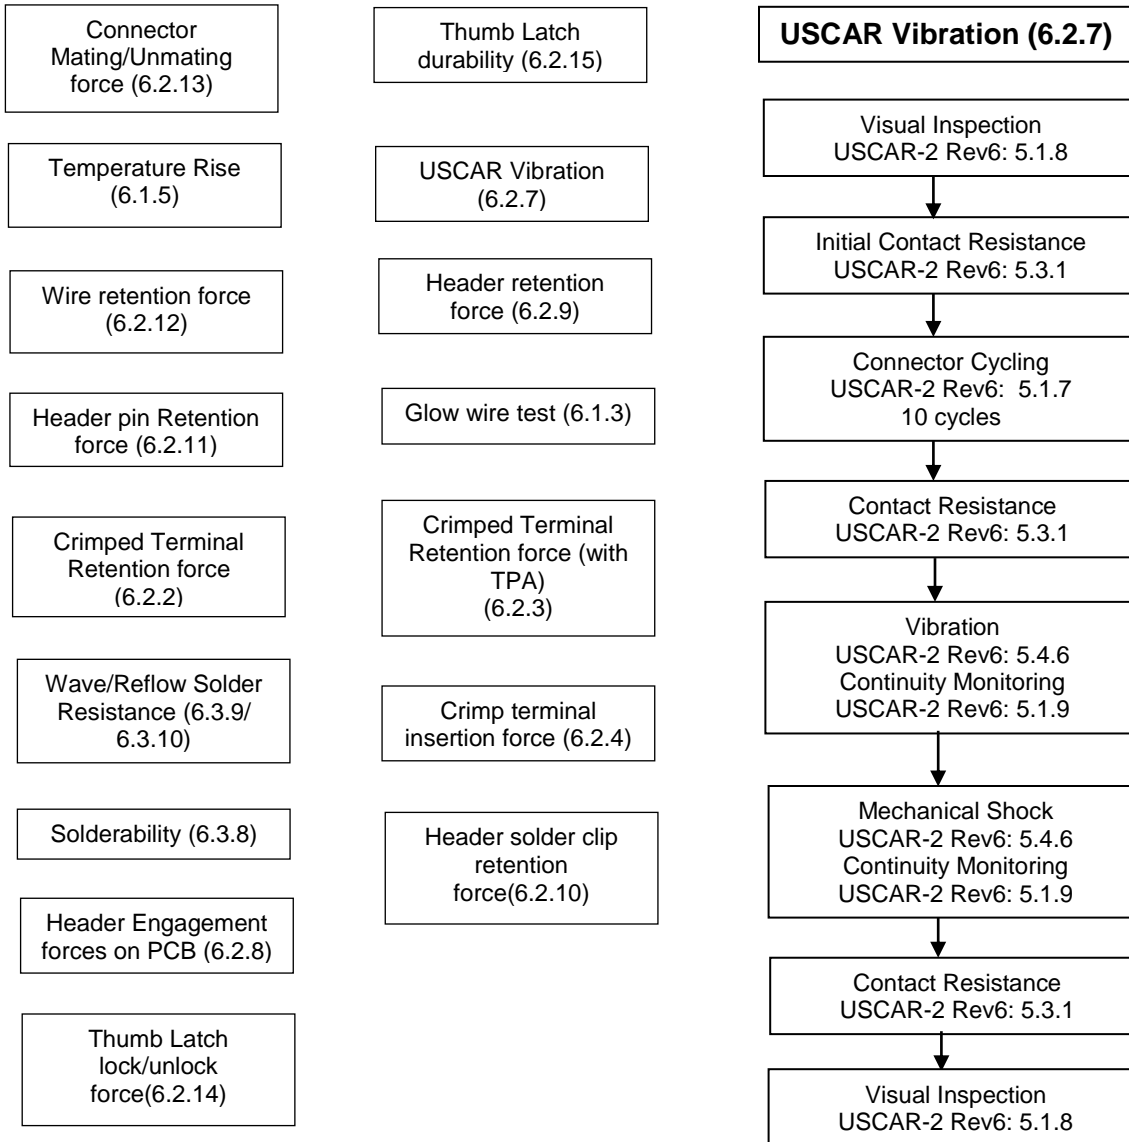 Connector
Mating/Unmating
force (6.2.13)
Temperature Rise
(6.1.5)
Wire retention force
(6.2.12)
Header pin Retention
force (6.2.11)
Crimped Terminal
Retention force
(6.2.2)
Wave/Reflow Solder
Resistance (6.3.9/
6.3.10)
Solderability (6.3.8)
Header Engagement
forces on PCB (6.2.8)
Thumb Latch
lock/unlock
force(6.2.14)
Thumb Latch
durability (6.2.15)
USCAR Vibration
(6.2.7)
Header retention
force (6.2.9)
Glow wire test (6.1.3)
Crimped Terminal
Retention force (with
TPA)
(6.2.3)
Crimp terminal
insertion force (6.2.4)
Header solder clip
retention
force(6.2.10)
USCAR Vibration (6.2.7)
Visual Inspection
USCAR-2 Rev6: 5.1.8
Initial Contact Resistance
USCAR-2 Rev6: 5.3.1
Connector Cycling
USCAR-2 Rev6:  5.1.7
10 cycles
Contact Resistance
USCAR-2 Rev6: 5.3.1
Vibration
USCAR-2 Rev6: 5.4.6
Continuity Monitoring
USCAR-2 Rev6: 5.1.9
Mechanical Shock
USCAR-2 Rev6: 5.4.6
Continuity Monitoring
USCAR-2 Rev6: 5.1.9
Contact Resistance
USCAR-2 Rev6: 5.3.1
Visual Inspection
USCAR-2 Rev6: 5.1.8